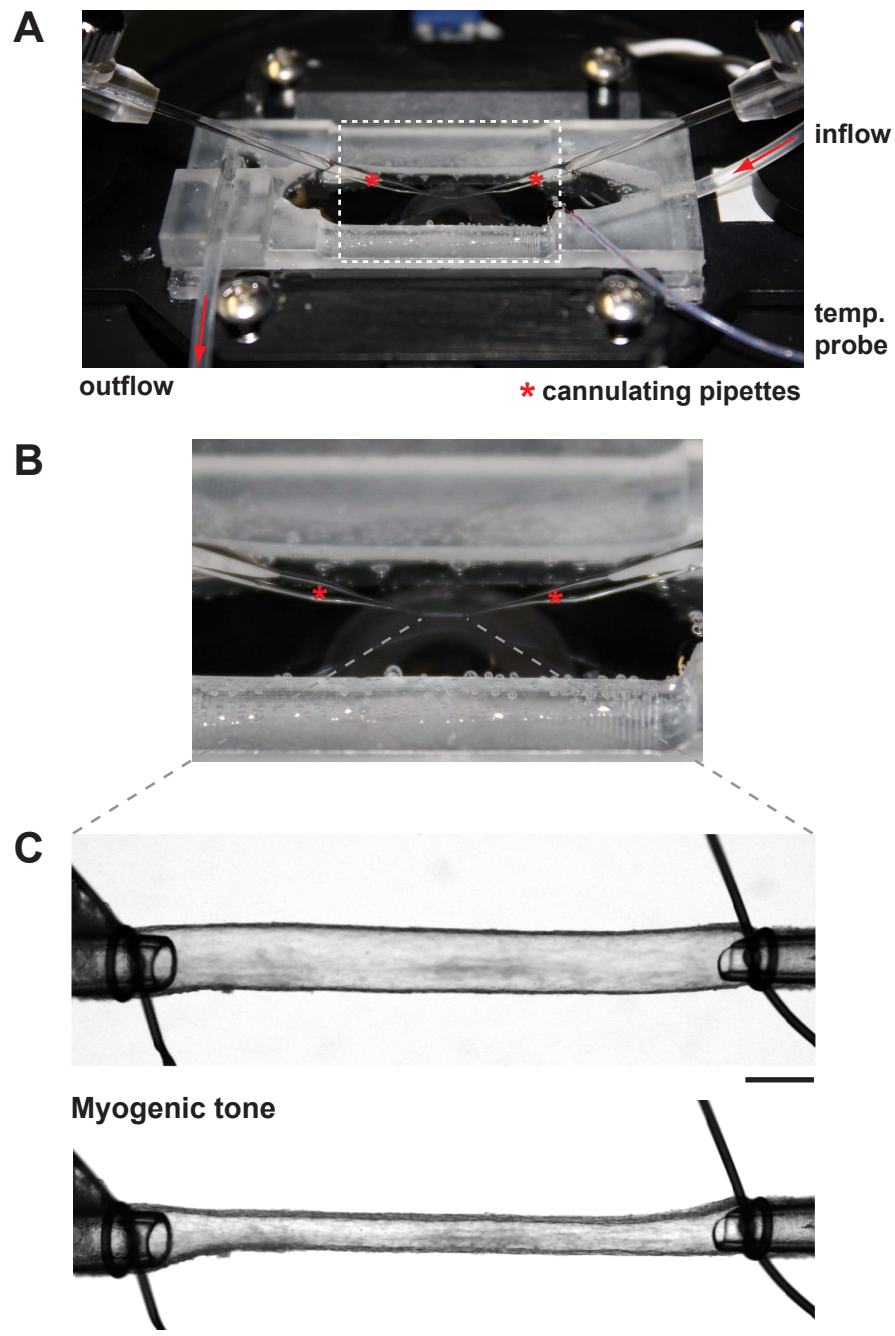 A
inflow
temp.
probe
outflow
* cannulating pipettes
B
* *
C
Myogenic tone